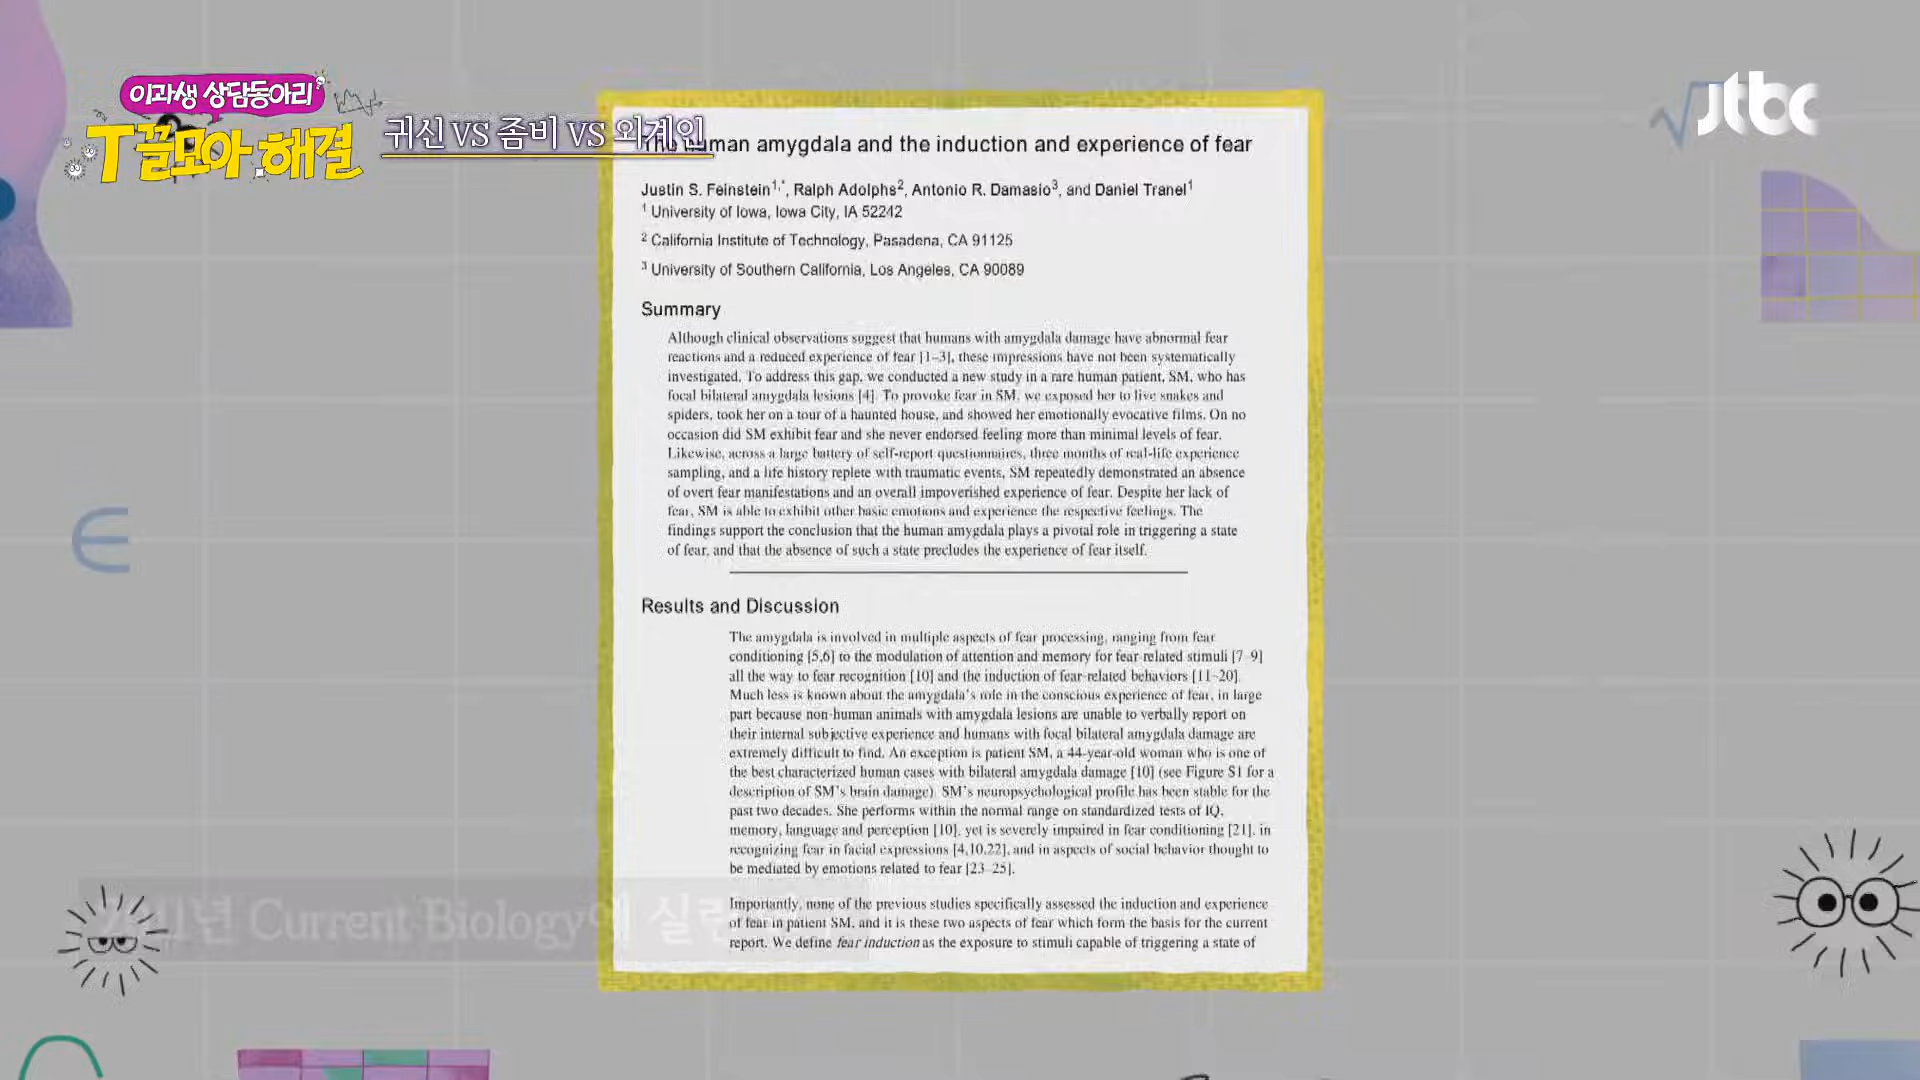 이과생 상담동아리
T끌모아 해결
귀신 VS 좀비 VS 외계인
jtbc
human amygdala and the induction and experience of fear
Justin S. Feinstein1,*, Ralph Adolphs2, Antonio R. Damasio3, and Daniel Tranel1
1 University of Iowa, Iowa City, IA 52242
2 California Institute of Technology, Pasadena, CA 91125
3 University of Southern California, Los Angeles, CA 90089
Summary
Although clinical observations suggest that humans with amygdala damage have abnormal fear
reactions and a reduced experience of fear [1–3], these impressions have not been systematically
investigated. To address this gap, we conducted a new study in a rare human patient, SM, who has
focal bilateral amygdala lesions [4]. To provoke fear in SM, we exposed her to live snakes and
spiders, took her on a tour of a haunted house, and showed her emotionally evocative films. On no
occasion did SM exhibit fear and she never endorsed feeling more than minimal levels of fear.
Likewise, across a large battery of self-report questionnaires, three months of real-life experience
sampling, and a life history replete with traumatic events, SM repeatedly demonstrated an absence
of overt fear manifestations and an overall impoverished experience of fear. Despite her lack of
fear, SM is able to exhibit other basic emotions and experience the respective feelings. The
findings support the conclusion that the human amygdala plays a pivotal role in triggering a state
of fear, and that the absence of such a state precludes the experience of fear itself.
Results and Discussion
The amygdala is involved in multiple aspects of fear processing, ranging from fear
conditioning [5,6] to the modulation of attention and memory for fear-related stimuli [7–9]
all the way to fear recognition [10] and the induction of fear-related behaviors [11–20].
Much less is known about the amygdala's role in the conscious experience of fear, in large
part because non-human animals with amygdala lesions are unable to verbally report on
their internal subjective experience and humans with focal bilateral amygdala damage are
extremely difficult to find. An exception is patient SM, a 44-year-old woman who is one of
the best characterized human cases with bilateral amygdala damage [10] (see Figure S1 for a
description of SM's brain damage). SM's neuropsychological profile has been stable for the
past two decades. She performs within the normal range on standardized tests of IQ,
memory, language and perception [10], yet is severely impaired in fear conditioning [21], in
recognizing fear in facial expressions [4,10,22], and in aspects of social behavior thought to
be mediated by emotions related to fear [23–25].
Importantly, none of the previous studies specifically assessed the induction and experience
of fear in patient SM, and it is these two aspects of fear which form the basis for the current
report. We define fear induction as the exposure to stimuli capable of triggering a state of
Current Biology에